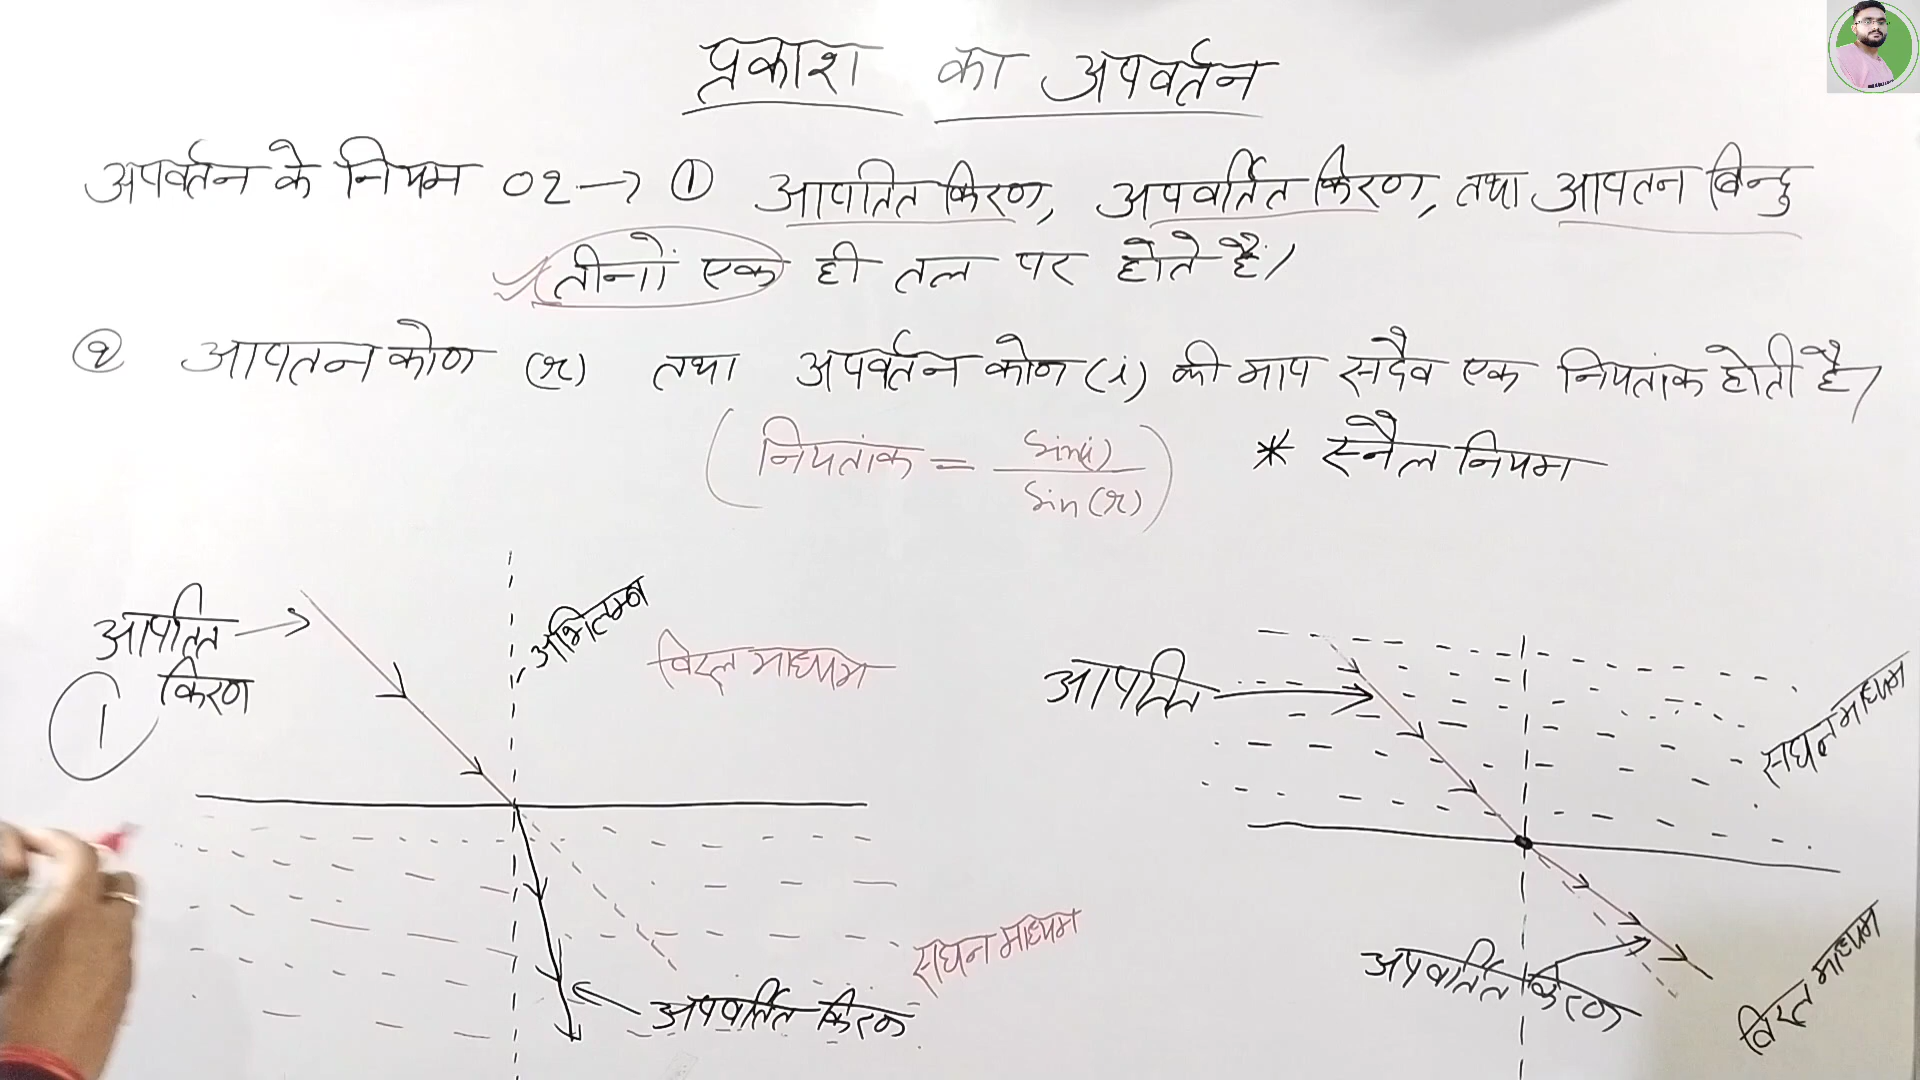 प्रकाश का अपवर्तन
अपवर्तन के नियम 02 → ① आपतित किरण, अपवर्तित किरण, तथा आपतन बिन्दु
तीनों एक ही तल पर होते हैं।
② आपतन कोण (r) तथा अपवर्तन कोण (i) की माप सदैव एक नियतांक होती है।
(नियतांक = sin(i) / sin(r)) * स्नैल नियम
आपतित
किरण
1
अभिलम्ब
विरल माध्यम
सघन माध्यम
अपवर्तित किरण
आपतित
सघन माध्यम
अपवर्तित किरण
विरल माध्यम